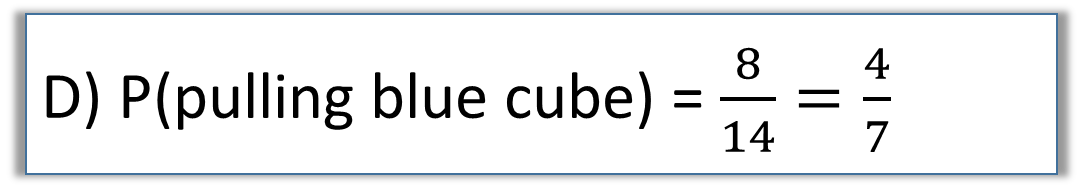 D) P(pulling blue cube) = 8/14 = 4/7